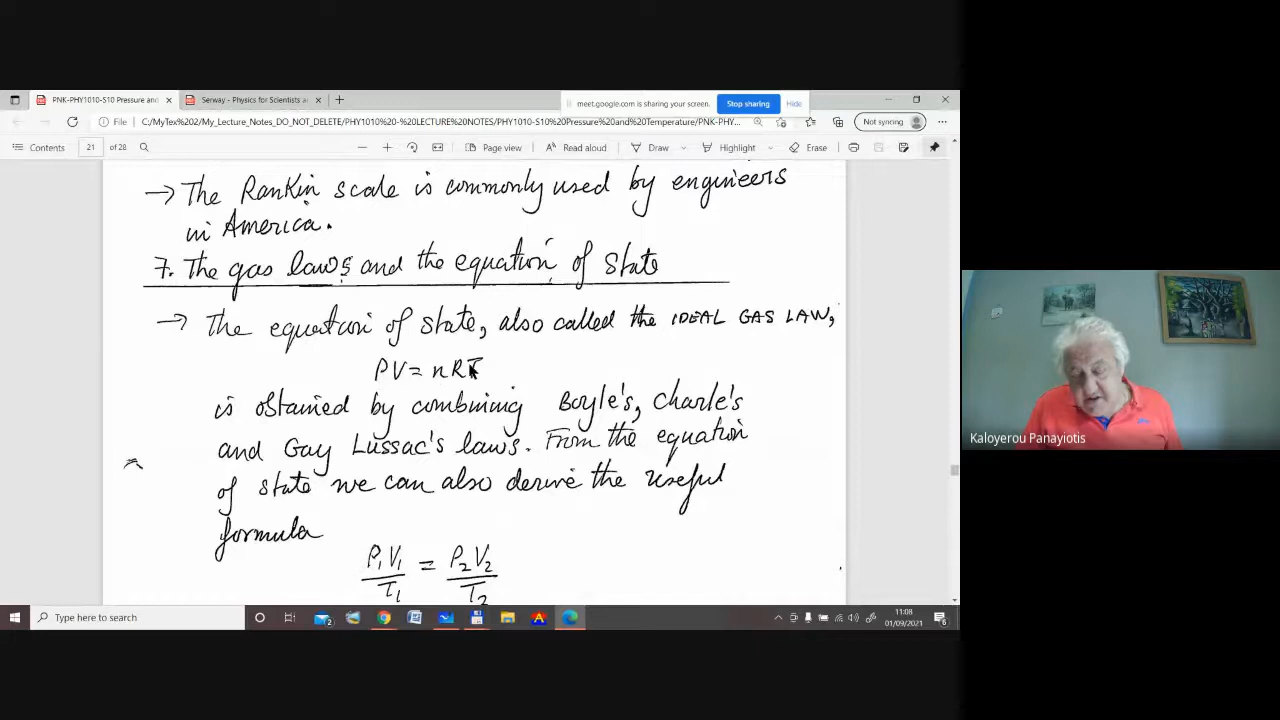 PNK-PHY1010-S10 Pressure and
Serway - Physics for Scientists a
meet.google.com is sharing your screen.
Stop sharing
Hide
File
C:/MyTex%202/My_Lecture_Notes_DO_NOT_DELETE/PHY1010%20-%20LECTURE%20NOTES/PHY1010-S10%20Pressure%20and%20Temperature/PNK-PHY...
Not syncing
Contents
21
of 28
Page view
Read aloud
Draw
Highlight
Erase
→ The Rankin scale is commonly used by engineers
in America.
7. The gas laws and the equation of state
→ The equation of state, also called the IDEAL GAS LAW,
PV = nRT
is obtained by combining Boyle's, Charle's
and Gay Lussac's laws. From the equation
of state we can also derive the useful
formula
P₁V₁/T₁ = P₂V₂/T₂
Kaloyerou Panayiotis
Type here to search
11:08
01/09/2021